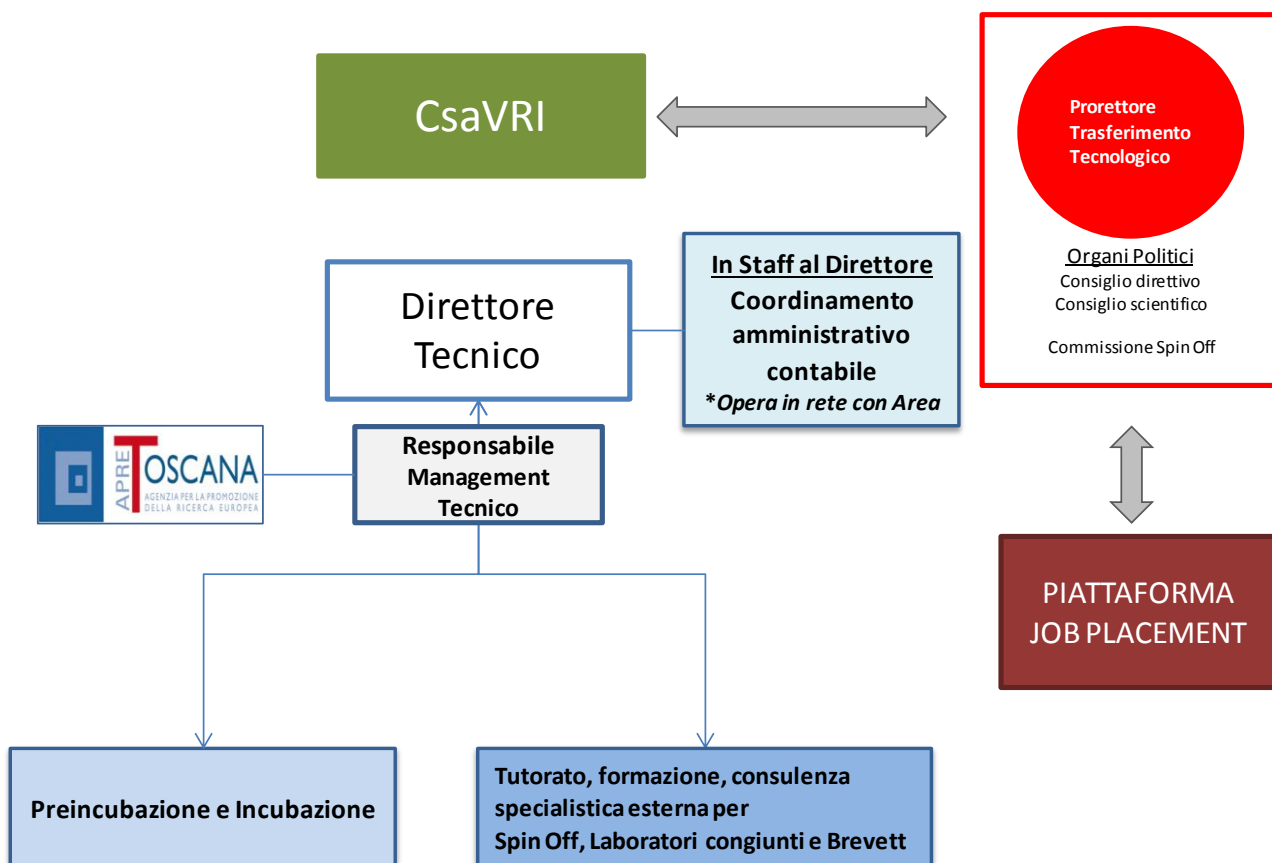 CsaVRI
Prorettore
Trasferimento
Tecnologico
Organi Politici
Consiglio direttivo
Consiglio scientifico
Commissione Spin Off
Direttore
Tecnico
In Staff al Direttore
Coordinamento
amministrativo
contabile
*Opera in rete con Area
APRE
TOSCANA
AGENZIA PER LA PROMOZIONE
DELLA RICERCA EUROPEA
Responsabile
Management
Tecnico
PIATTAFORMA
JOB PLACEMENT
Preincubazione e Incubazione
Tutorato, formazione, consulenza
specialistica esterna per
Spin Off, Laboratori congiunti e Brevett